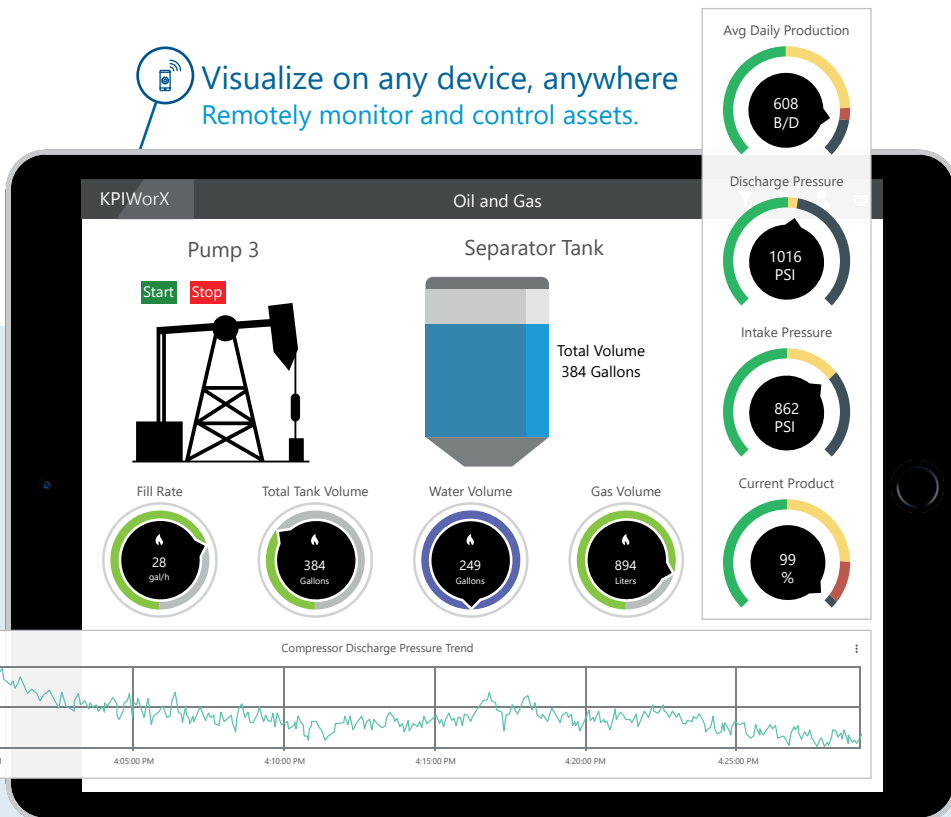 Visualize on any device, anywhere
Remotely monitor and control assets.
KPIWorX
Oil and Gas
Pump 3
Start
Stop
Separator Tank
Total Volume
384 Gallons
Avg Daily Production
608
B/D
Discharge Pressure
1016
PSI
Intake Pressure
862
PSI
Current Product
99
%
Fill Rate
28
gal/h
Total Tank Volume
384
Gallons
Water Volume
249
Gallons
Gas Volume
894
Liters
Compressor Discharge Pressure Trend
4:05:00 PM
4:10:00 PM
4:15:00 PM
4:20:00 PM
4:25:00 PM